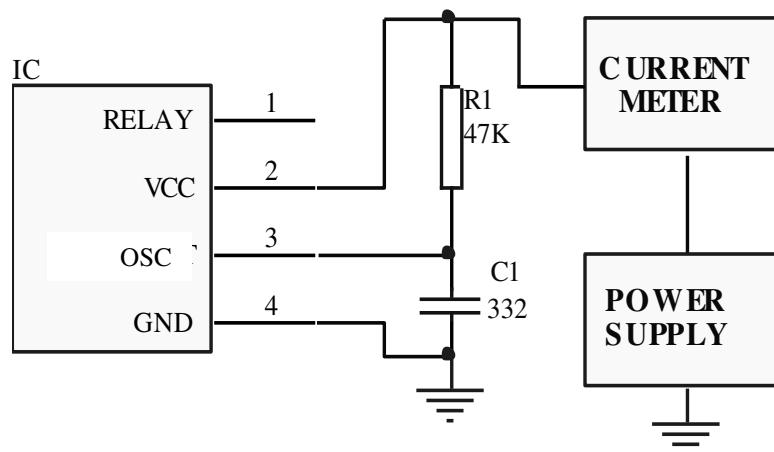 IC
RELAY
1
VCC
2
OSC
3
GND
4
R1
47K
C1
332
CURRENT
METER
POWER
SUPPLY